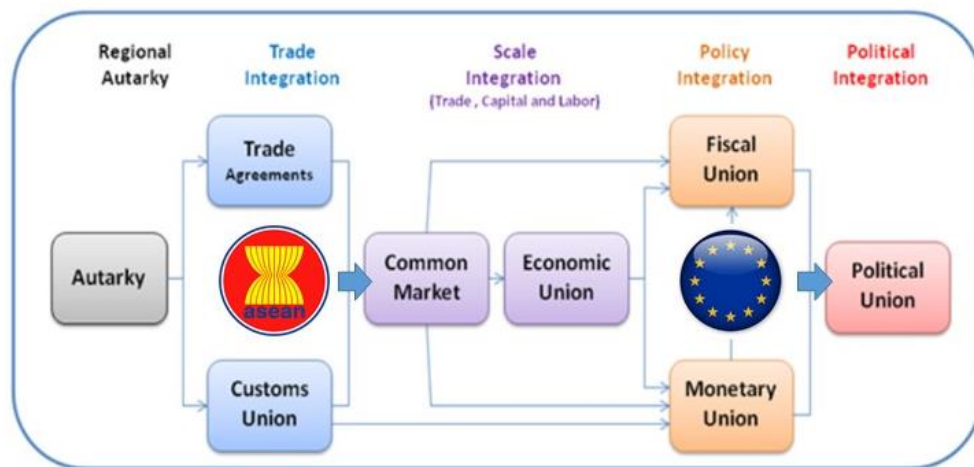 Regional
Autarky
Trade
Integration
Scale
Integration
{Trade , Capital and Labor}
Policy
Integration
Political
Integration
Trade
Agreements
Fiscal
Union
Autarky
asean
Common
Market
Economic
Union
Political
Union
Customs
Union
Monetary
Union